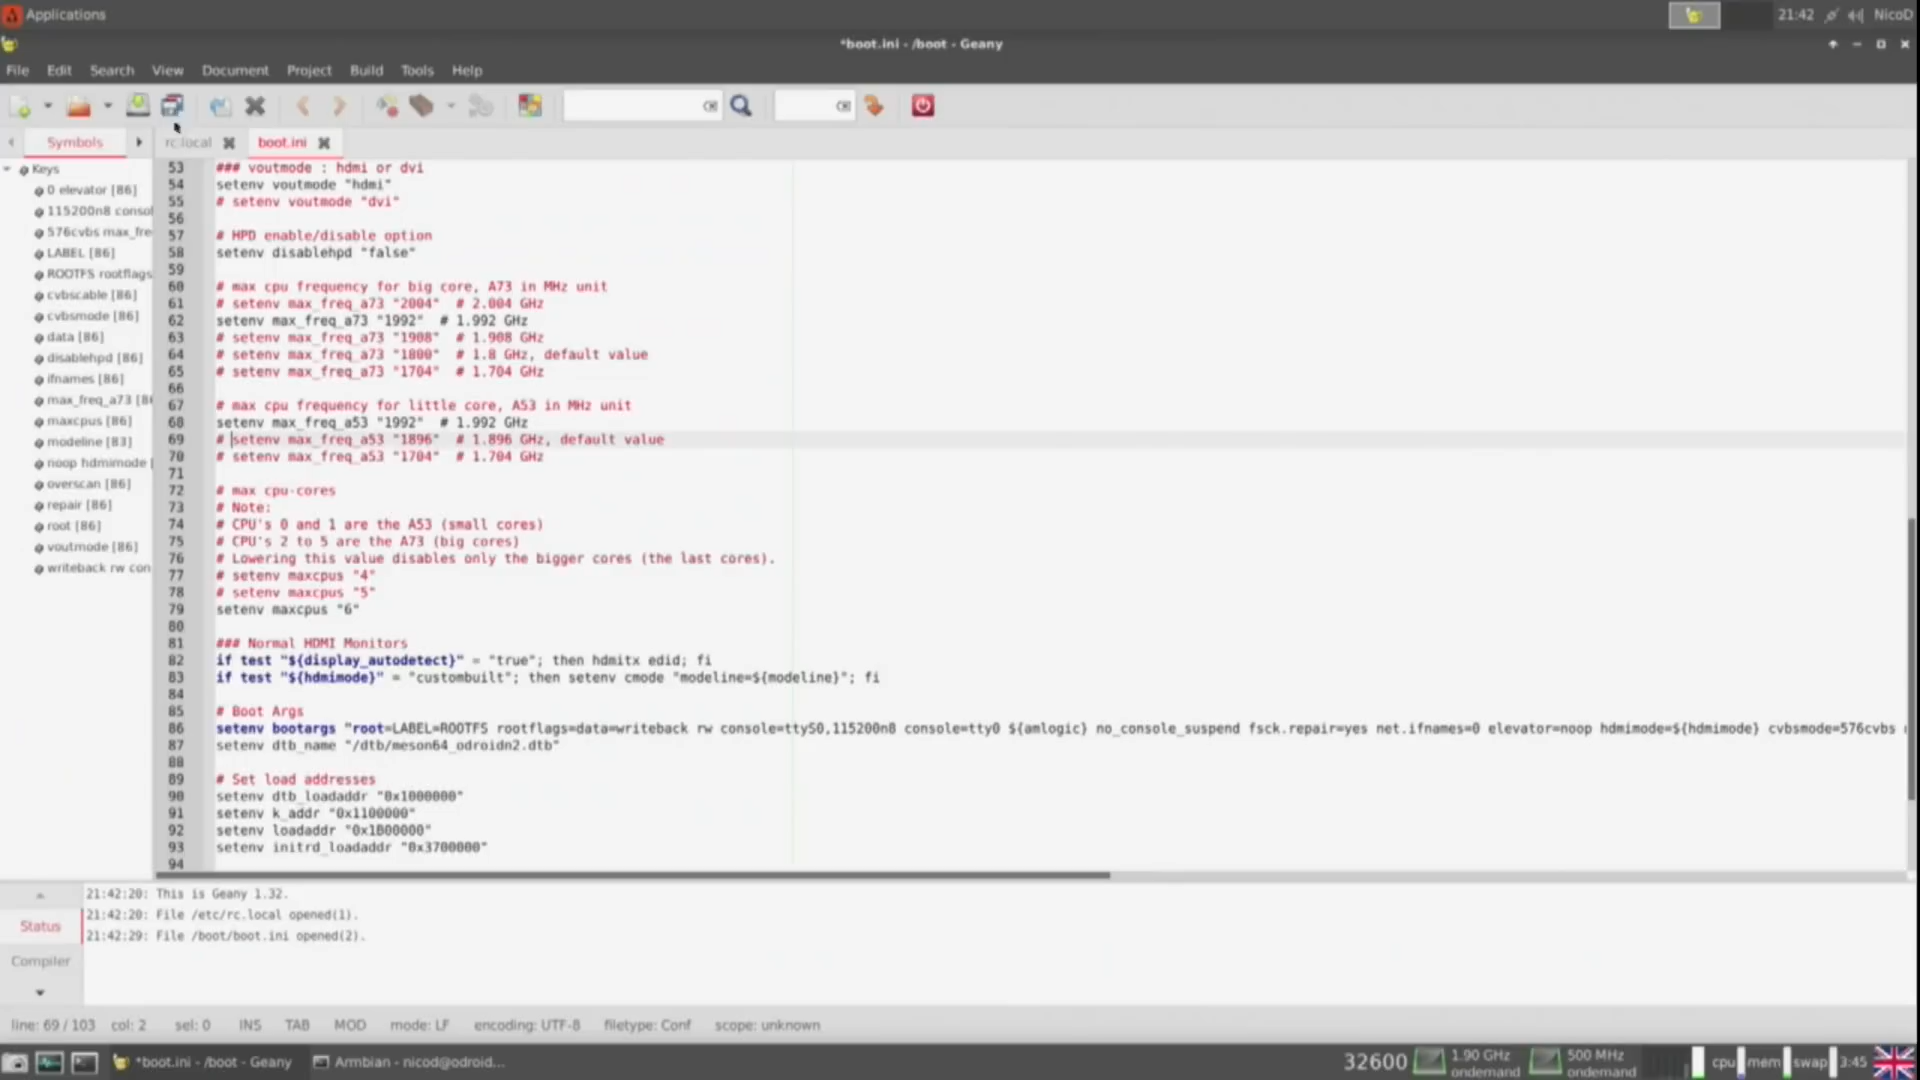 Applications
21:42
NicoD
*boot.ini - /boot - Geany
File Edit Search View Document Project Build Tools Help
Symbols
rc.local
boot.ini
Keys
0 elevator [86]
115200n8 consol
576cvbs max_fre
LABEL [86]
ROOTFS rootflags
cvbscable [86]
cvbsmode [86]
data [86]
disablehpd [86]
ifnames [86]
max_freq_a73 [8
maxcpus [86]
modeline [83]
noop hdmimode [
overscan [86]
repair [86]
root [86]
voutmode [86]
writeback rw con
53 ### voutmode : hdmi or dvi
54 setenv voutmode "hdmi"
55 # setenv voutmode "dvi"
56
57 # HPD enable/disable option
58 setenv disablehpd "false"
59
60 # max cpu frequency for big core, A73 in MHz unit
61 # setenv max_freq_a73 "2004" # 2.004 GHz
62 setenv max_freq_a73 "1992" # 1.992 GHz
63 # setenv max_freq_a73 "1908" # 1.908 GHz
64 # setenv max_freq_a73 "1800" # 1.8 GHz, default value
65 # setenv max_freq_a73 "1704" # 1.704 GHz
66
67 # max cpu frequency for little core, A53 in MHz unit
68 setenv max_freq_a53 "1992" # 1.992 GHz
69 # setenv max_freq_a53 "1896" # 1.896 GHz, default value
70 # setenv max_freq_a53 "1704" # 1.704 GHz
71
72 # max cpu-cores
73 # Note:
74 # CPU's 0 and 1 are the A53 (small cores)
75 # CPU's 2 to 5 are the A73 (big cores)
76 # Lowering this value disables only the bigger cores (the last cores).
77 # setenv maxcpus "4"
78 # setenv maxcpus "5"
79 setenv maxcpus "6"
80
81 ### Normal HDMI Monitors
82 if test "${display_autodetect}" = "true"; then hdmitx edid; fi
83 if test "${hdmimode}" = "custombuilt"; then setenv cmode "modeline=${modeline}"; fi
84
85 # Boot Args
86 setenv bootargs "root=LABEL=ROOTFS rootflags=data=writeback rw console=ttyS0,115200n8 console=tty0 ${amlogic} no_console_suspend fsck.repair=yes net.ifnames=0 elevator=noop hdmimode=${hdmimode} cvbsmode=576cvbs
87 setenv dtb_name "/dtb/meson64_odroidn2.dtb"
88
89 # Set load addresses
90 setenv dtb_loadaddr "0x1000000"
91 setenv k_addr "0x1100000"
92 setenv loadaddr "0x1B00000"
93 setenv initrd_loadaddr "0x3700000"
94
Status
Compiler
21:42:20: This is Geany 1.32.
21:42:20: File /etc/rc.local opened(1).
21:42:29: File /boot/boot.ini opened(2).
line: 69 / 103 col: 2 sel: 0 INS TAB MOD mode: LF encoding: UTF-8 filetype: Conf scope: unknown
*boot.ini - /boot - Geany
Armbian - nicod@odroid...
32600
1.90 GHz
ondemand
500 MHz
ondemand
cpu mem swap 3:45